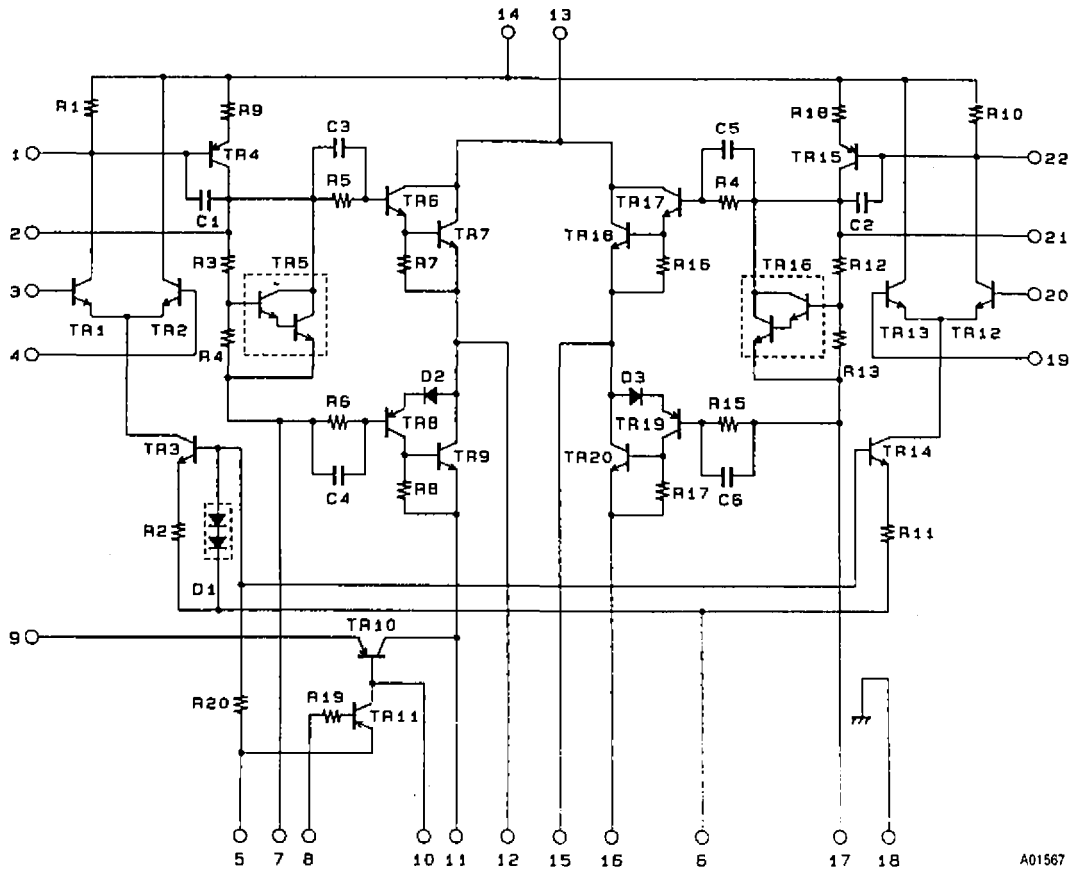 14 13
R1 R9 R18 R10
C3 C5
1 TR4 TR15 22
R5 TR6 TR17 R4
C1 TR7 TR18 C2
2 21
R3 TR5 R7 R16 TR16 R12
3 20
TR1 TR2 TR13 TR12
4 R4 R13 19
D2 D3
R6 TR8 TR19 R15
TR3 TR9 TR20 TR14
C4 R8 R17 C6
R2 R11
D1
9 TR10
R20 R19 TR11
5 7 8 10 11 12 15 16 6 17 18
A01567